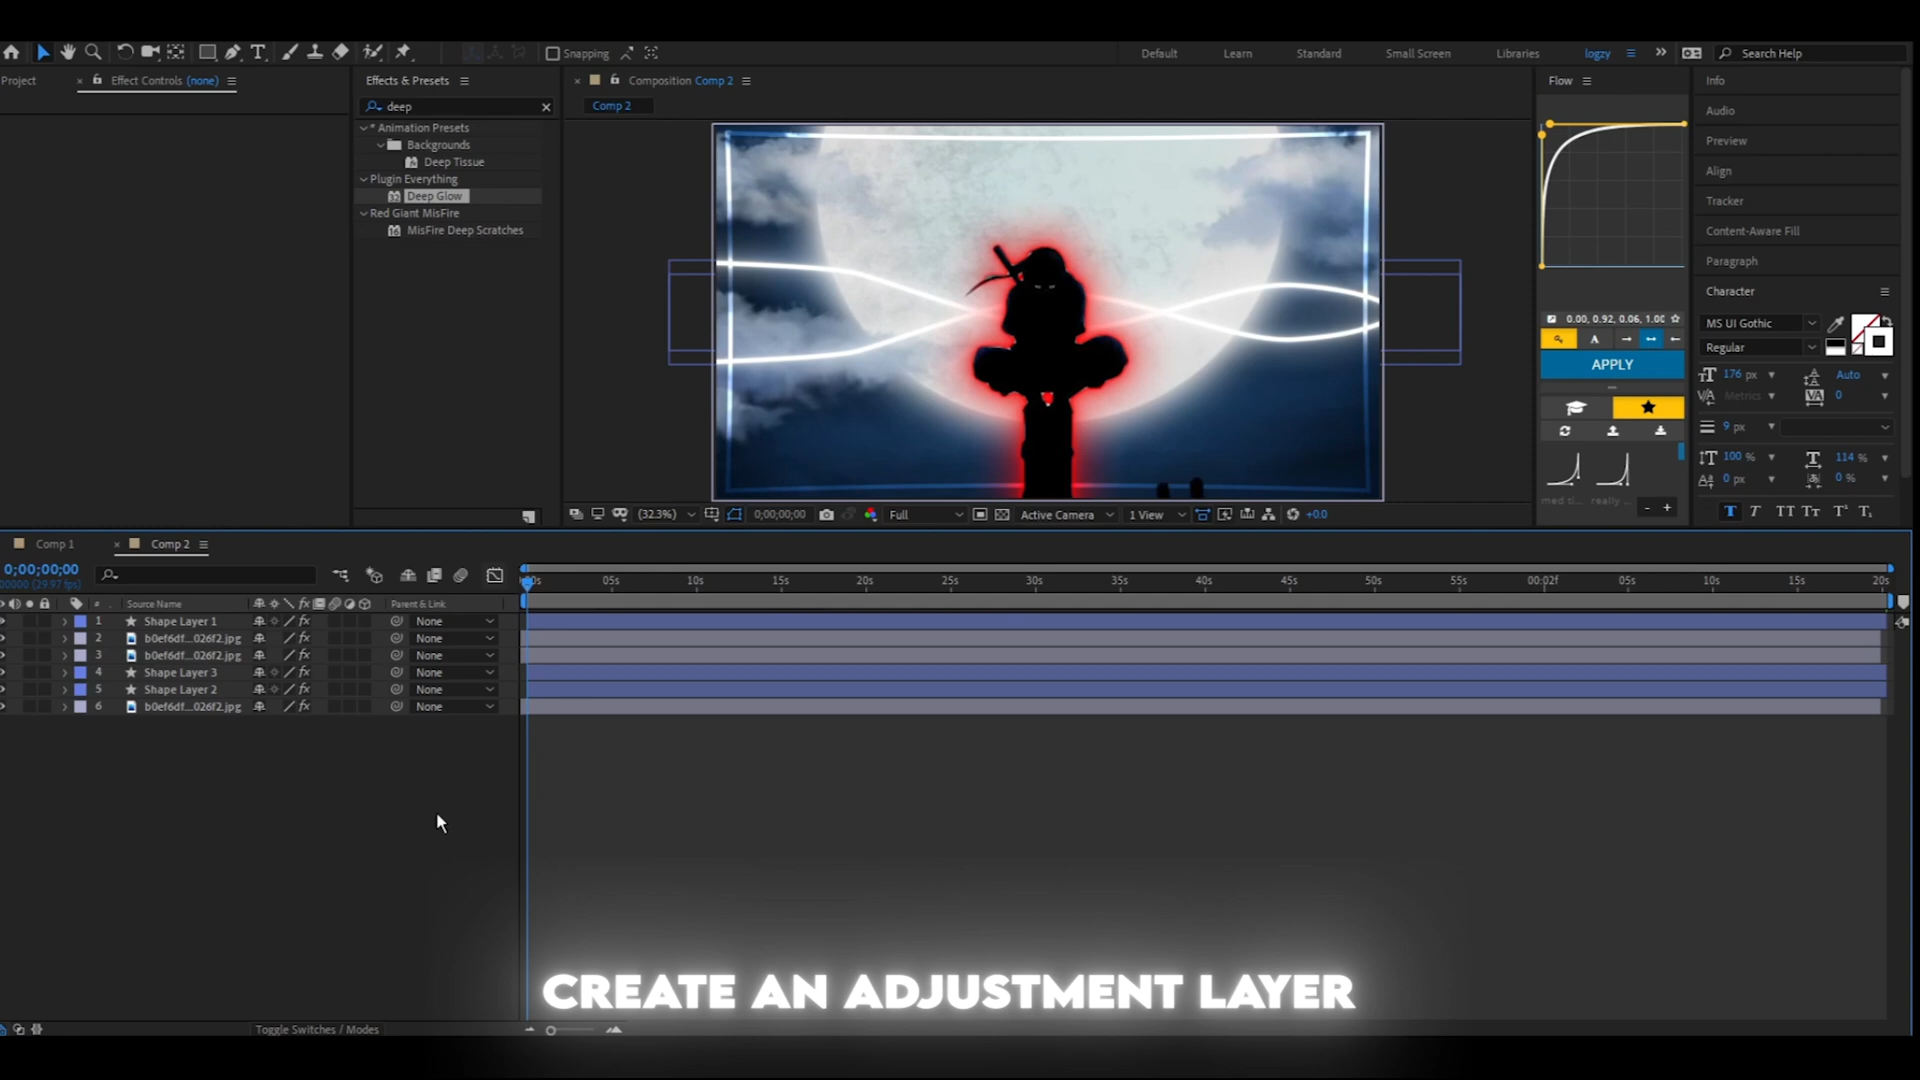 Snapping
Default
Learn
Standard
Small Screen
Libraries
logzy
Search Help
Project
Effect Controls (none)
Effects & Presets
Composition Comp 2
Flow
Info
deep
Comp 2
Audio
* Animation Presets
Backgrounds
Deep Tissue
Plugin Everything
Deep Glow
Red Giant MisFire
MisFire Deep Scratches
Preview
Align
Tracker
Content-Aware Fill
Paragraph
Character
0.00, 0.92, 0.06, 1.00
MS UI Gothic
Regular
APPLY
176 px
Auto
Metrics
0
9 px
100 %
114 %
0 px
0 %
med ti...
really ...
(32.3%)
0;00;00;00
Full
Active Camera
1 View
+0.0
Comp 1
Comp 2
0;00;00;00
00000 (29.97 fps)
05s
10s
15s
20s
25s
30s
35s
40s
45s
50s
55s
00:02f
05s
10s
15s
20s
#
Source Name
Parent & Link
1 Shape Layer 1 None
2 b0ef6df...026f2.jpg None
3 b0ef6df...026f2.jpg None
4 Shape Layer 3 None
5 Shape Layer 2 None
6 b0ef6df...026f2.jpg None
CREATE AN ADJUSTMENT LAYER
Toggle Switches / Modes